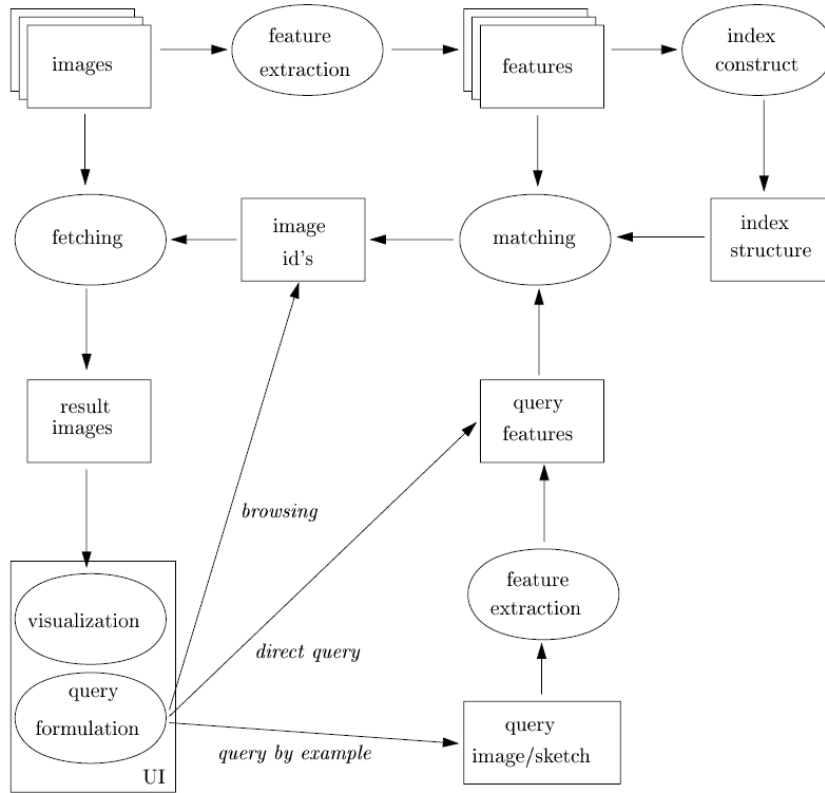 images
feature
extraction
features
index
construct
fetching
image
id's
matching
index
structure
result
images
query
features
browsing
feature
extraction
visualization
direct query
query
formulation
query
image/sketch
query by example
UI